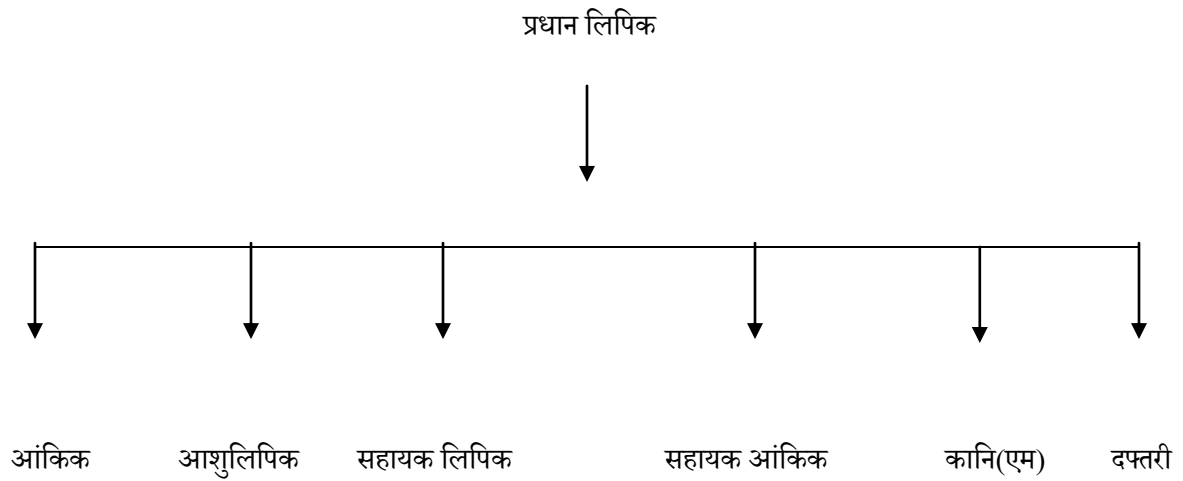 प्रधान लिपिक
आंकिक आशुलिपिक सहायक लिपिक सहायक आंकिक कानि(एम) दफ्तरी